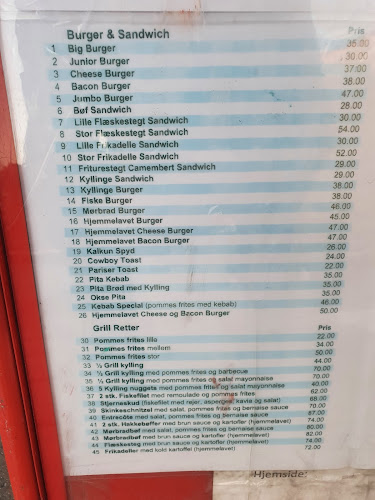 Burger & Sandwich Pris
1 Big Burger 35.00
2 Junior Burger 30.00
3 Cheese Burger 37.00
4 Bacon Burger 38.00
5 Jumbo Burger 47.00
6 Bøf Sandwich 28.00
7 Lille Flæskestegt Sandwich 30.00
8 Stor Flæskestegt Sandwich 54.00
9 Lille Frikadelle Sandwich 30.00
10 Stor Frikadelle Sandwich 52.00
11 Friturestegt Camembert Sandwich 29.00
12 Kyllinge Sandwich 29.00
13 Kyllinge Burger 38.00
14 Fiske Burger 38.00
15 Mørbrad Burger 46.00
16 Hjemmelavet Burger 45.00
17 Hjemmelavet Cheese Burger 47.00
18 Hjemmelavet Bacon Burger 45.00
19 Kalkun Spyd 26.00
20 Cowboy Toast 24.00
21 Pariser Toast 22.00
22 Pita Kebab 35.00
23 Pita Brød med Kylling 35.00
24 Okse Pita 35.00
25 Kebab Special (pommes frites med kebab) 46.00
26 Hjemmelavet Cheese og Bacon Burger 50.00
Grill Retter Pris
30 Pommes frites lille 22.00
31 Pommes frites mellem 34.00
32 Pommes frites stor 50.00
33 ½ Grill kylling 44.00
34 ½ Grill kylling med pommes frites og barbecue 70.00
35 ½ Grill kylling med pommes frites og salat mayonnaise 70.00
36 5 Kylling nuggets med pommes frites og salat mayonnaise 40.00
37 2 stk. Fiskefilet med remoulade og pommes frites 62.00
38 Stjerneskud (fiskefilet med rejer, asperges, kavia og salat) 68.00
39 Skinkeschnitzel med salat, pommes frites og bernaise sauce 70.00
40 Entrecôte med salat, pommes frites og bernaise sauce 87.00
41 2 stk. Hakkebøffer med brun sauce og kartofler (hjemmelavet) 74.00
42 Mørbradbøf med salat, pommes frites og bernaise sauce 80.00
43 Mørbradbøf med brun sauce og kartofler (hjemmelavet) 82.00
44 Flæskesteg med brun sauce og kartofler (hjemmelavet) 74.00
45 Frikadeller med kold kartoffel (hjemmelavet) 72.00
Hjemside: